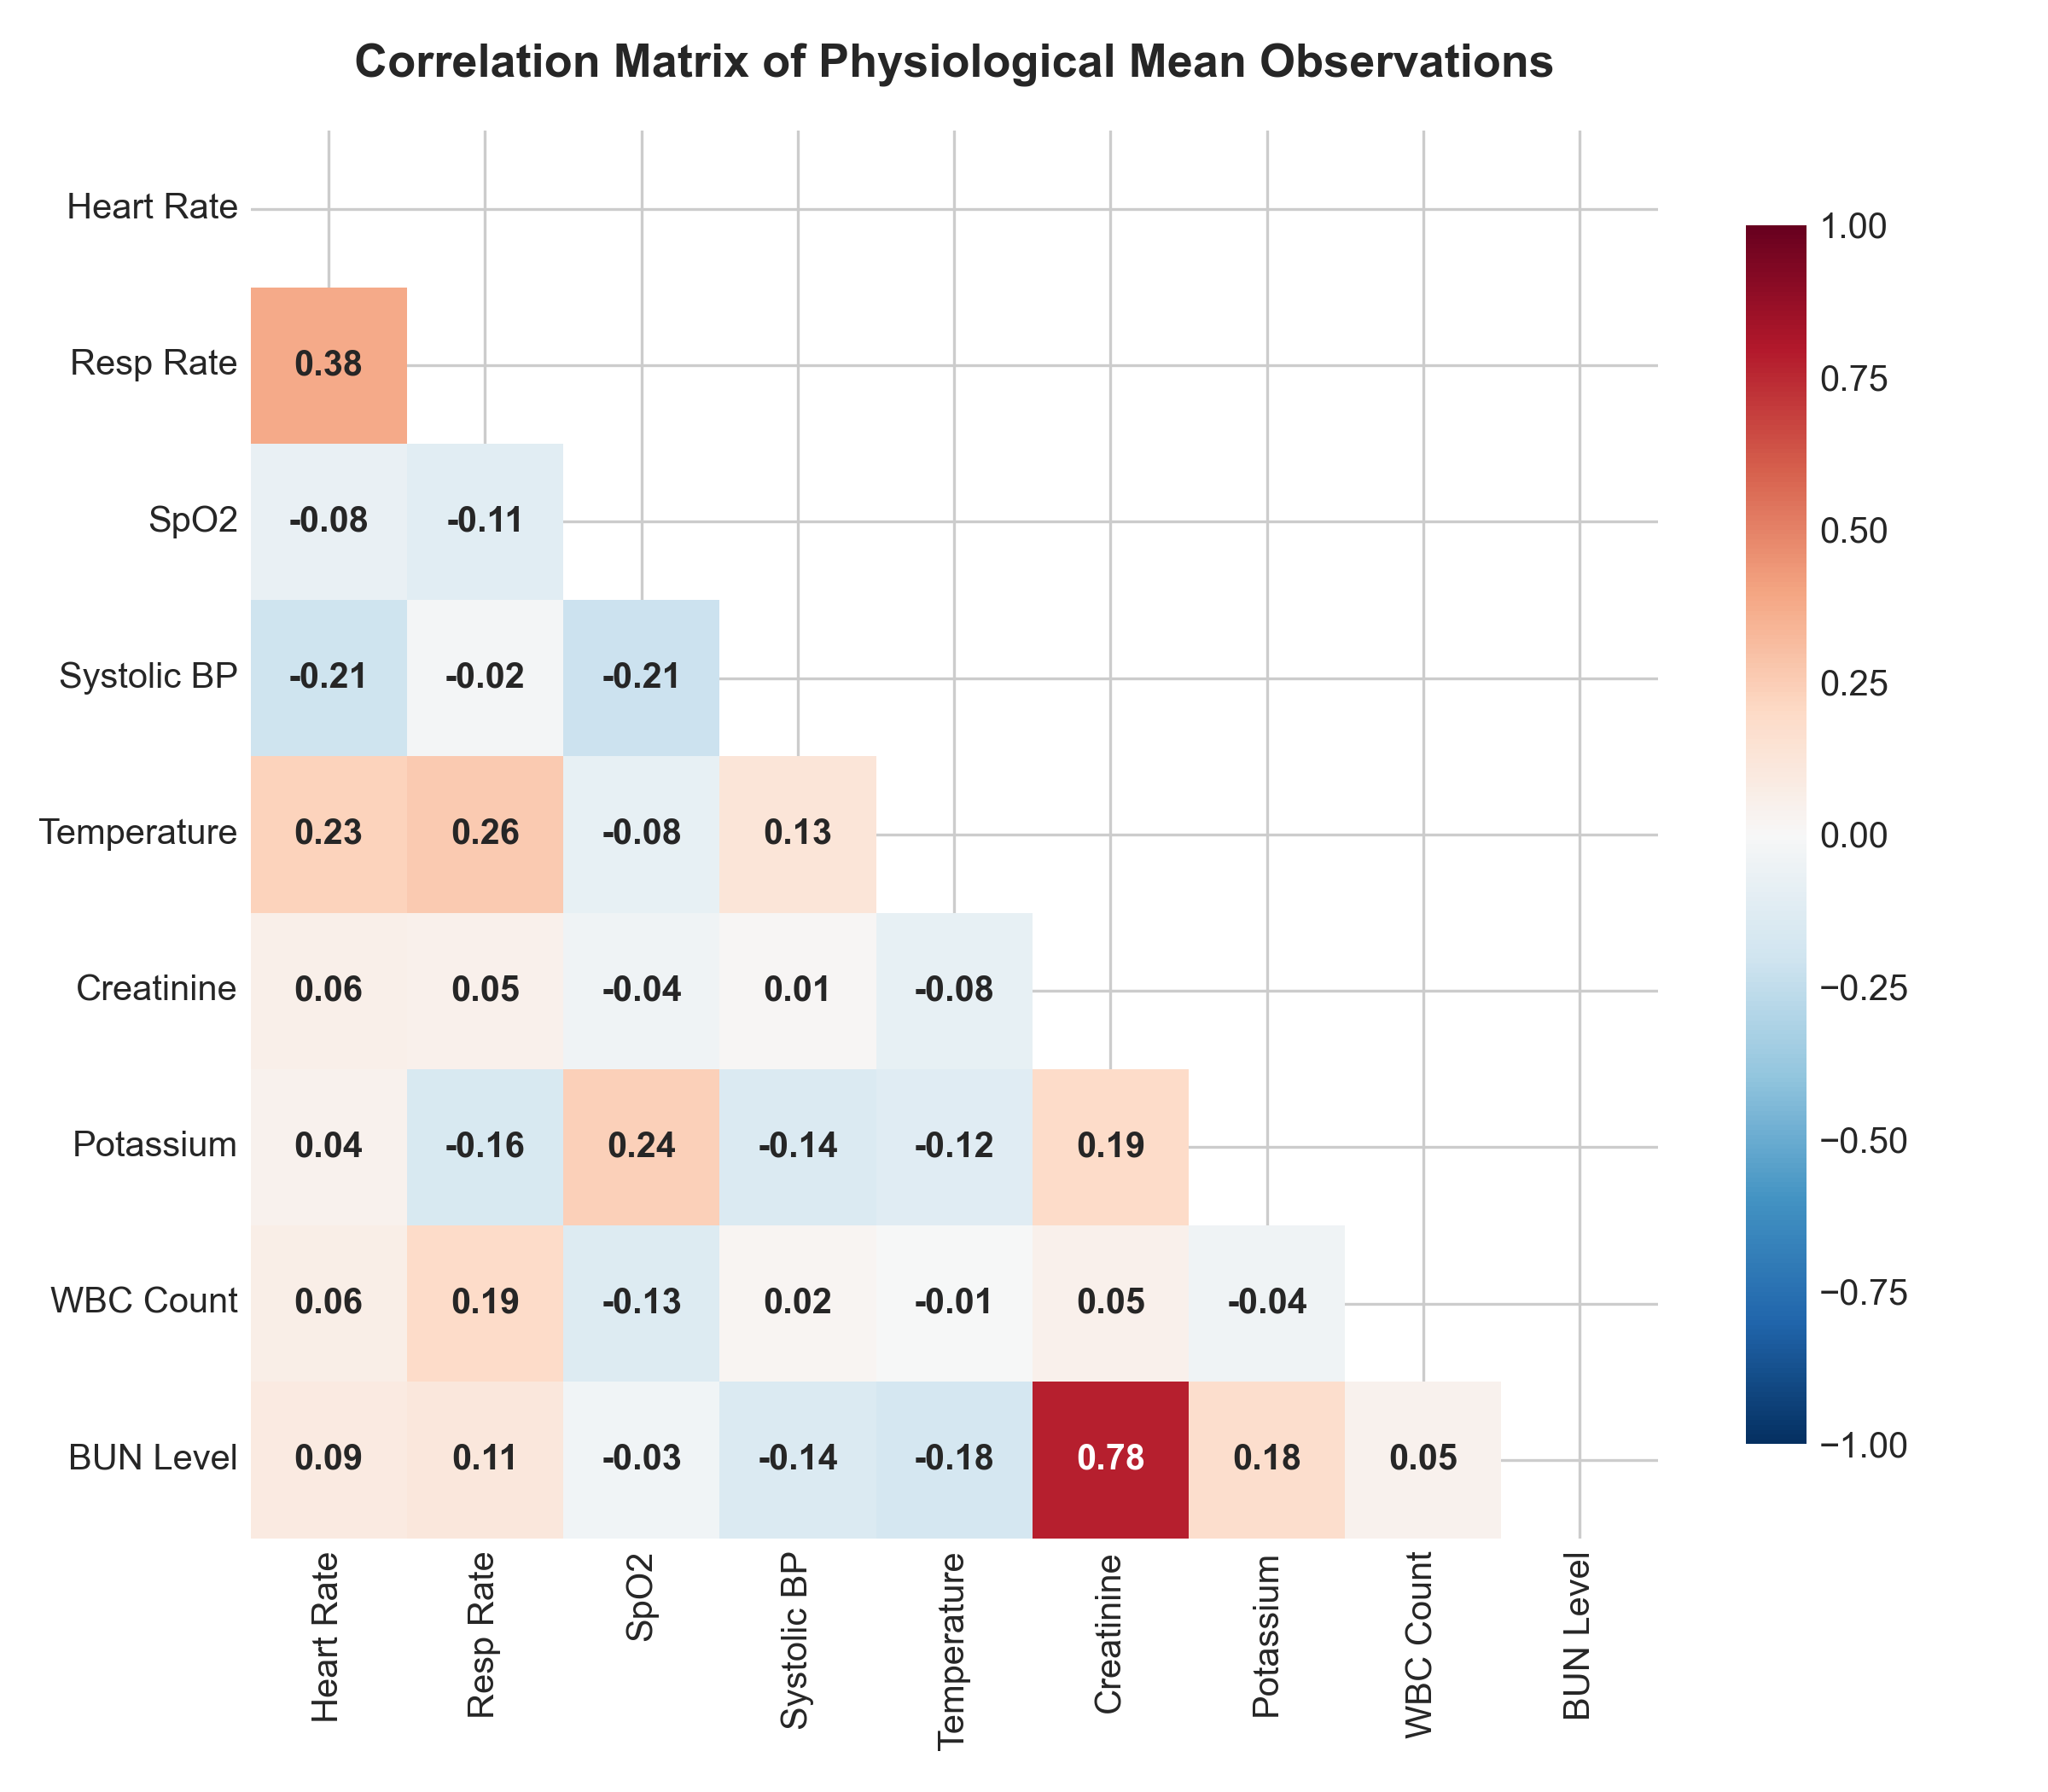 Correlation Matrix of Physiological Mean Observations
Heart Rate
Resp Rate 0.38
SpO2 -0.08 -0.11
Systolic BP -0.21 -0.02 -0.21
Temperature 0.23 0.26 -0.08 0.13
Creatinine 0.06 0.05 -0.04 0.01 -0.08
Potassium 0.04 -0.16 0.24 -0.14 -0.12 0.19
WBC Count 0.06 0.19 -0.13 0.02 -0.01 0.05 -0.04
BUN Level 0.09 0.11 -0.03 -0.14 -0.18 0.78 0.18 0.05
Heart Rate
Resp Rate
SpO2
Systolic BP
Temperature
Creatinine
Potassium
WBC Count
BUN Level
1.00
0.75
0.50
0.25
0.00
−0.25
−0.50
−0.75
−1.00